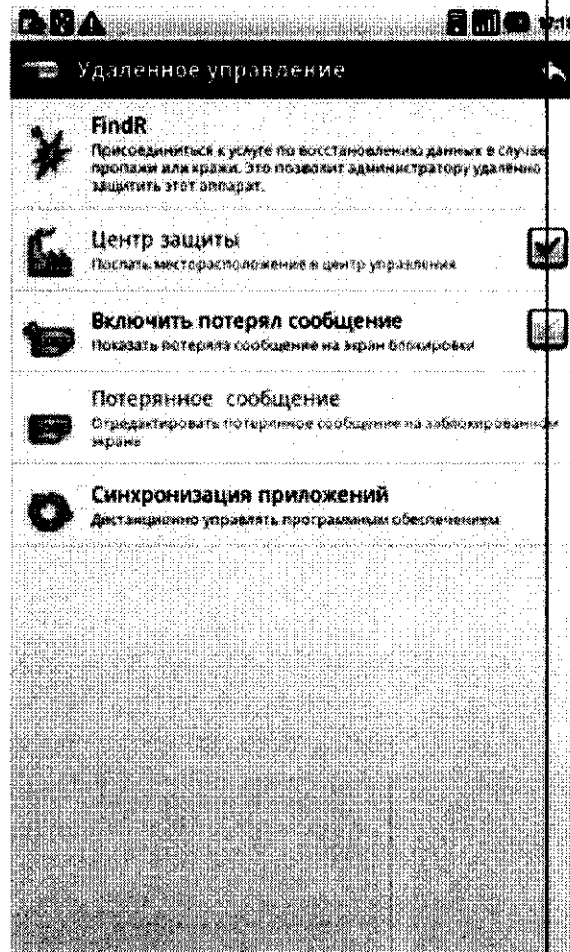 Удаленное управление
FindR
Присоединиться к услуге по восстановлению данных в случае
пропажи или кражи. Это позволит администратору удаленно
защитить этот аппарат.
Центр защиты
Послать месторасположение в центр управления
Включить потерял сообщение
Показать потерялa сообщение на экран блокировки
Потерянное сообщение
Отредактировать потерянное сообщение на заблокированном
экране
Синхронизация приложений
Дистанционно управлять программным обеспечением